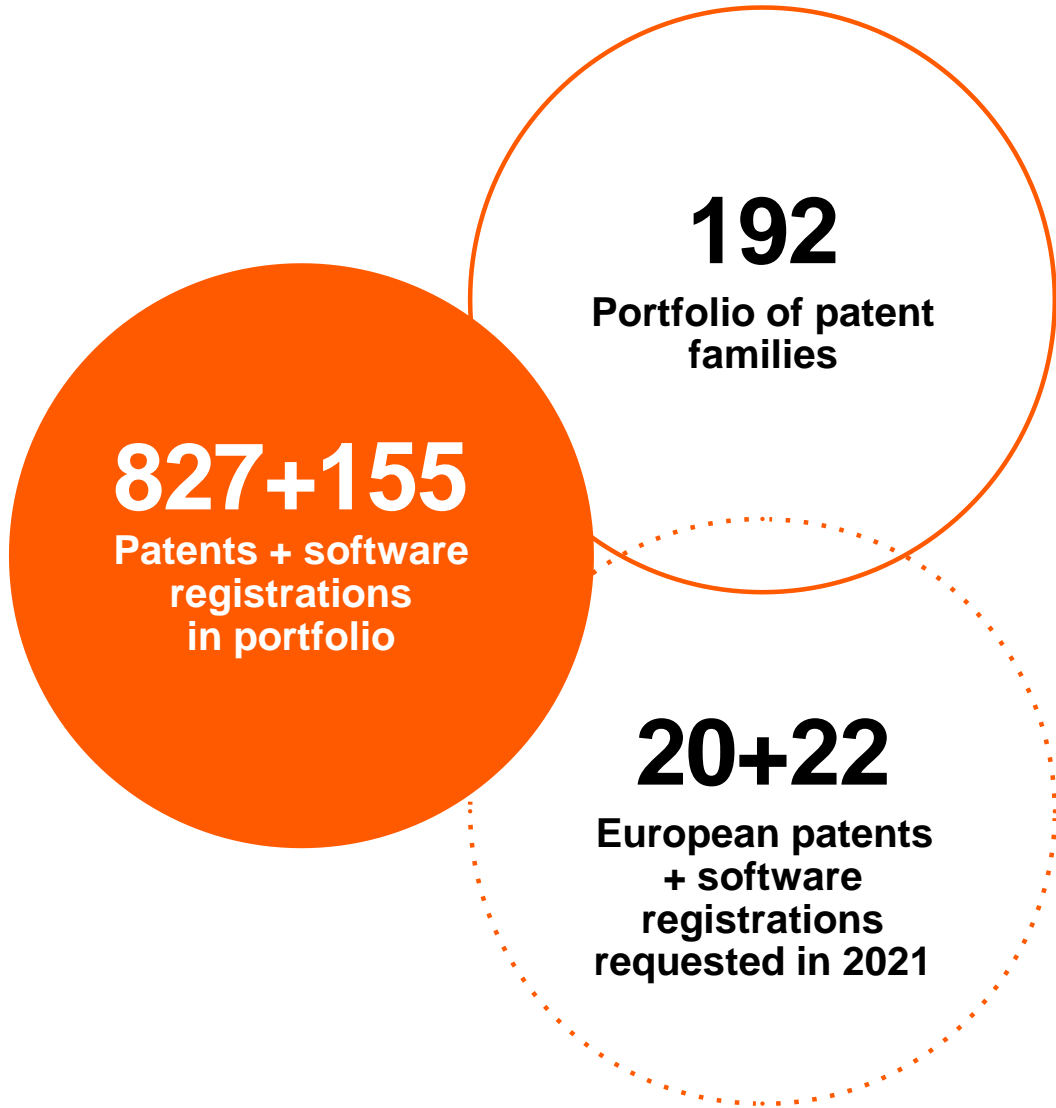 192
Portfolio of patent
families
827+155
Patents + software
registrations
in portfolio
20+22
European patents
+ software
registrations
requested in 2021